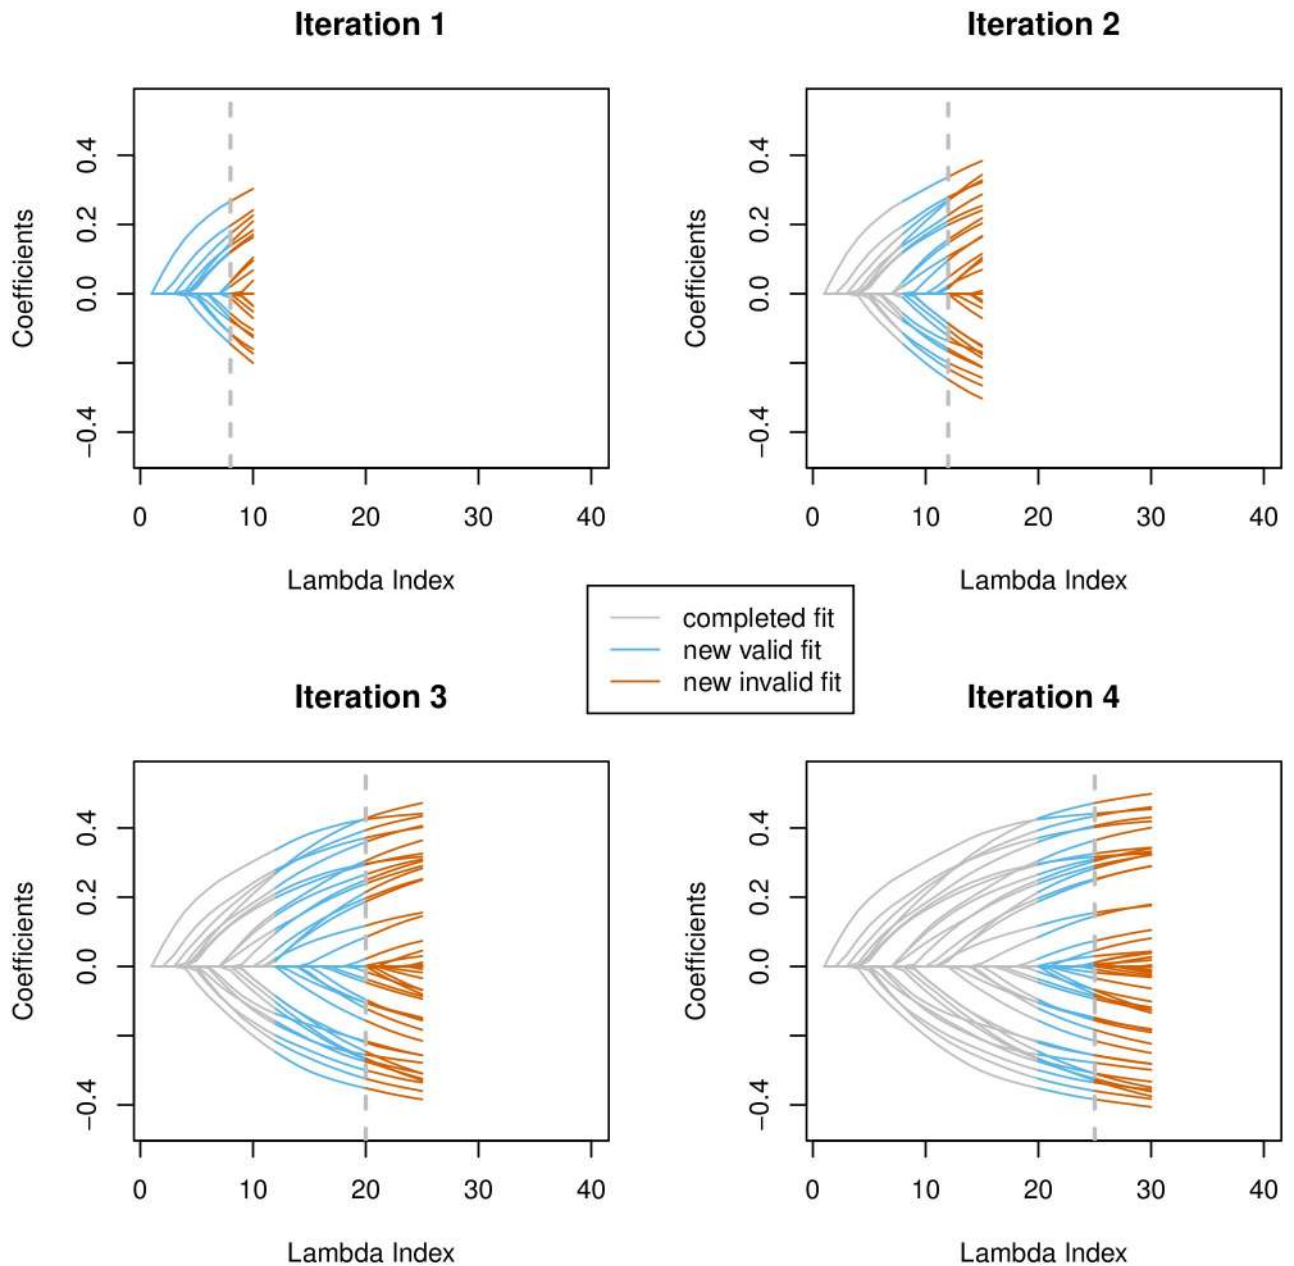 Iteration 1
Iteration 2
Coefficients
0.4
0.2
0.0
−0.4
0 10 20 30 40
Lambda Index
Coefficients
0.4
0.2
0.0
−0.4
0 10 20 30 40
Lambda Index
completed fit
new valid fit
new invalid fit
Iteration 3
Iteration 4
Coefficients
0.4
0.2
0.0
−0.4
0 10 20 30 40
Lambda Index
Coefficients
0.4
0.2
0.0
−0.4
0 10 20 30 40
Lambda Index